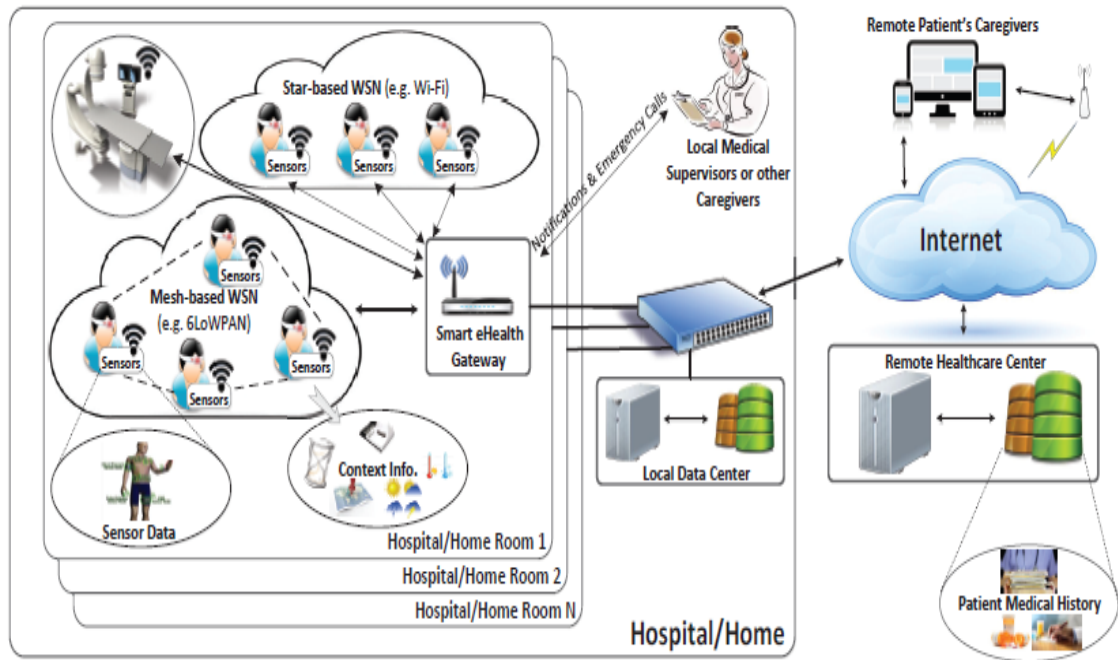 Remote Patient's Caregivers
Star-based WSN (e.g. Wi-Fi)
Sensors
Sensors
Sensors
Notifications & Emergency Calls
Local Medical
Supervisors or other
Caregivers
Internet
Sensors
Mesh-based WSN
(e.g. 6LoWPAN)
Sensors
Sensors
Sensors
Smart eHealth
Gateway
Remote Healthcare Center
Context Info.
Local Data Center
Sensor Data
Hospital/Home Room 1
Hospital/Home Room 2
Hospital/Home Room N
Hospital/Home
Patient Medical History